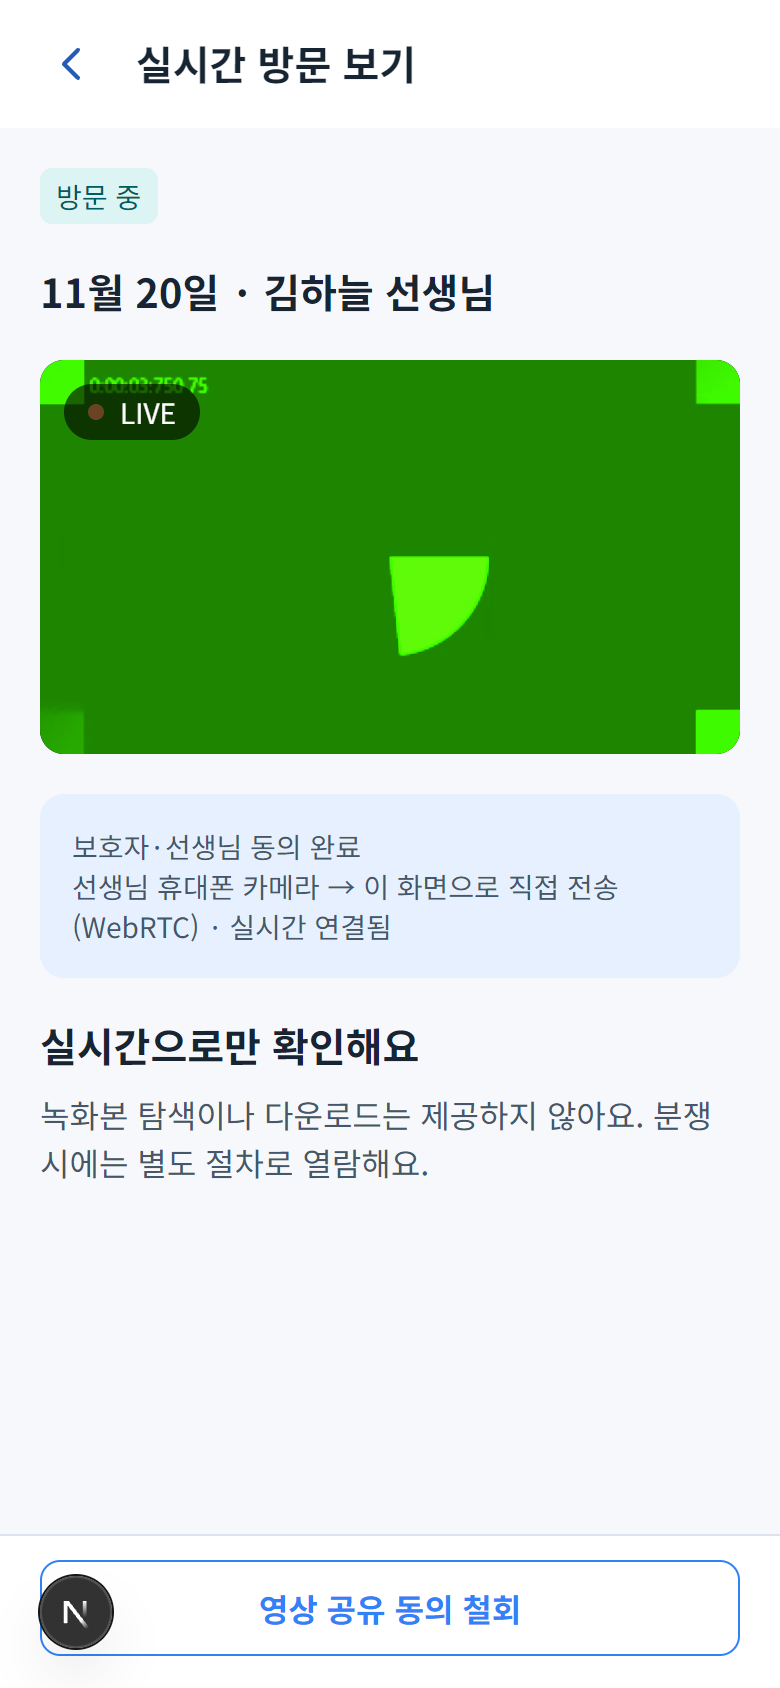 실시간 방문 보기
방문 중
11월 20일 · 김하늘 선생님
0:00:03:750 75
LIVE
보호자·선생님 동의 완료
선생님 휴대폰 카메라 → 이 화면으로 직접 전송
(WebRTC) · 실시간 연결됨
실시간으로만 확인해요
녹화본 탐색이나 다운로드는 제공하지 않아요. 분쟁
시에는 별도 절차로 열람해요.
N
영상 공유 동의 철회